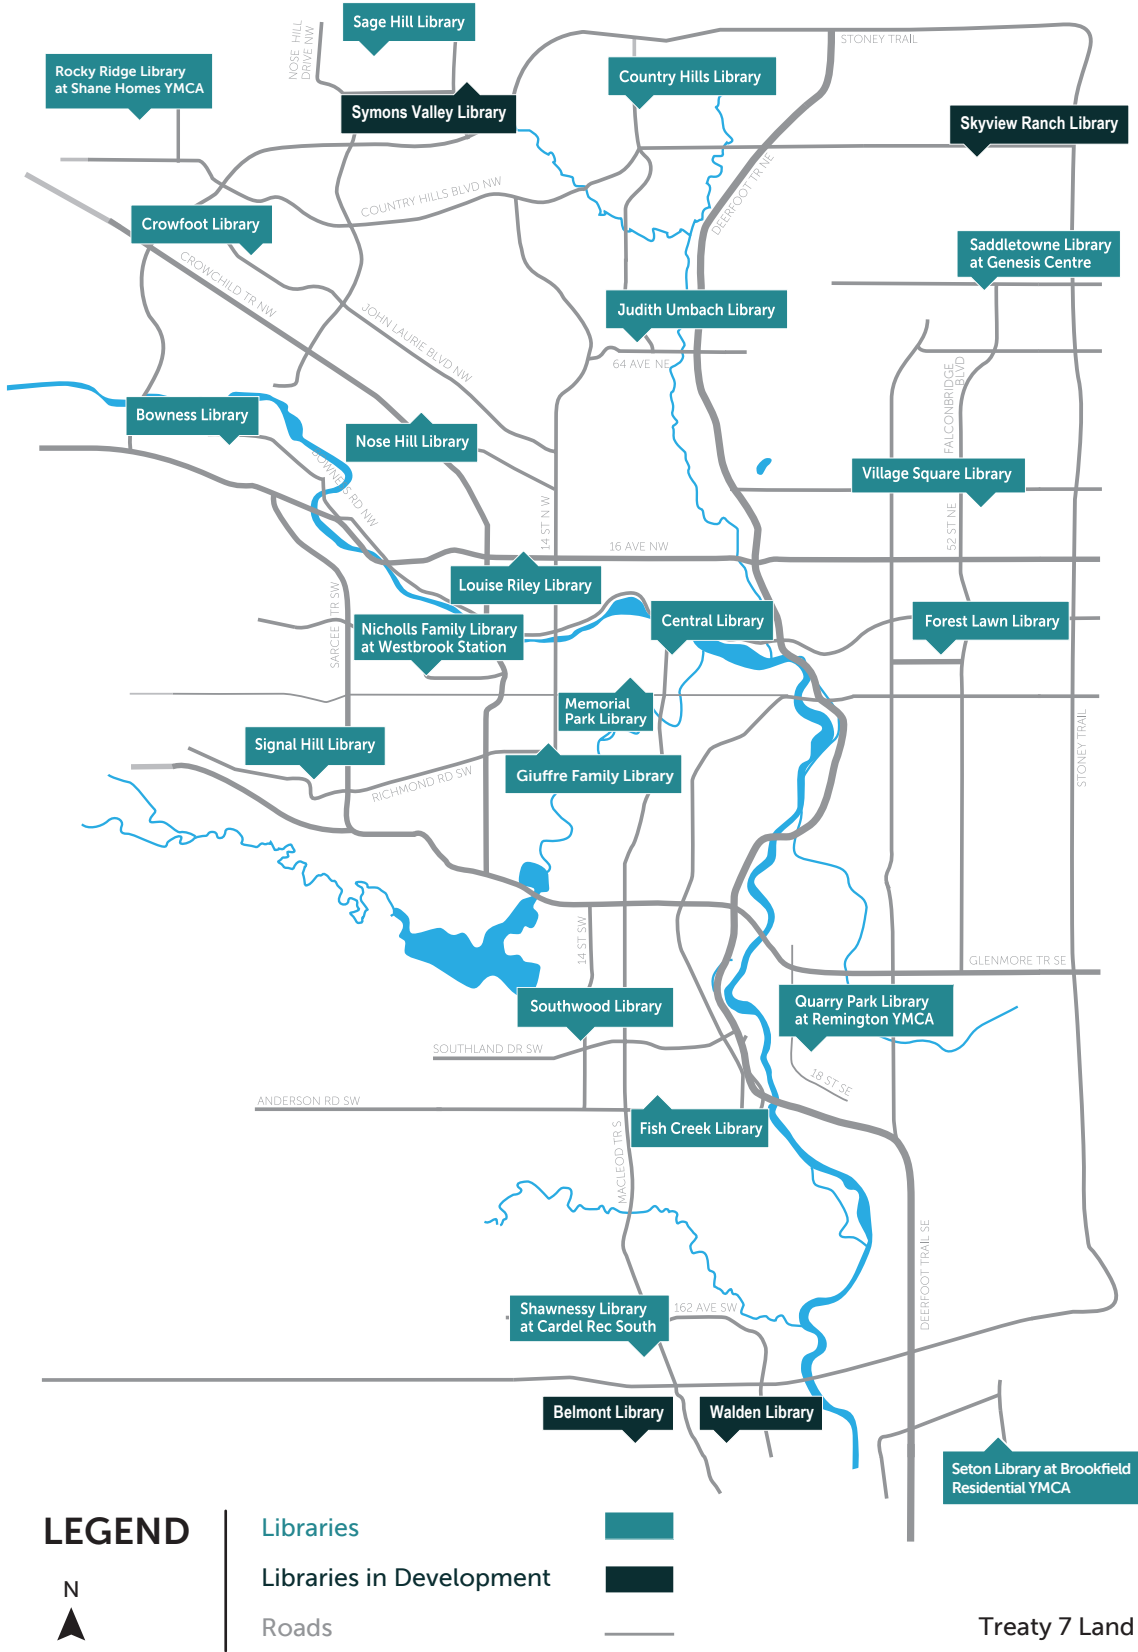 Sage Hill Library
NOSE HILL
DRIVE NW
STONEY TRAIL
Rocky Ridge Library
at Shane Homes YMCA
Country Hills Library
Symons Valley Library
Skyview Ranch Library
DEERFOOT TR NE
COUNTRY HILLS BLVD NW
Crowfoot Library
Saddletowne Library
at Genesis Centre
CROWCHILD TR NW
JOHN LAURIE BLVD NW
Judith Umbach Library
64 AVE NE
FALCONBRIDGE
BLVD
Bowness Library
Nose Hill Library
BOWNESS RD NW
Village Square Library
14 ST N W
52 ST NE
16 AVE NW
Louise Riley Library
SARCEE TR SW
Nicholls Family Library
at Westbrook Station
Central Library
Forest Lawn Library
Memorial
Park Library
Signal Hill Library
Giuffre Family Library
RICHMOND RD SW
STONEY TRAIL
14 ST SW
GLENMORE TR SE
Southwood Library
Quarry Park Library
at Remington YMCA
SOUTHLAND DR SW
18 ST SE
ANDERSON RD SW
Fish Creek Library
MACLEOD TR S
DEERFOOT TRAIL SE
Shawnessy Library
at Cardel Rec South
162 AVE SW
Belmont Library
Walden Library
Seton Library at Brookfield
Residential YMCA
LEGEND
N
Libraries
Libraries in Development
Roads
Treaty 7 Land